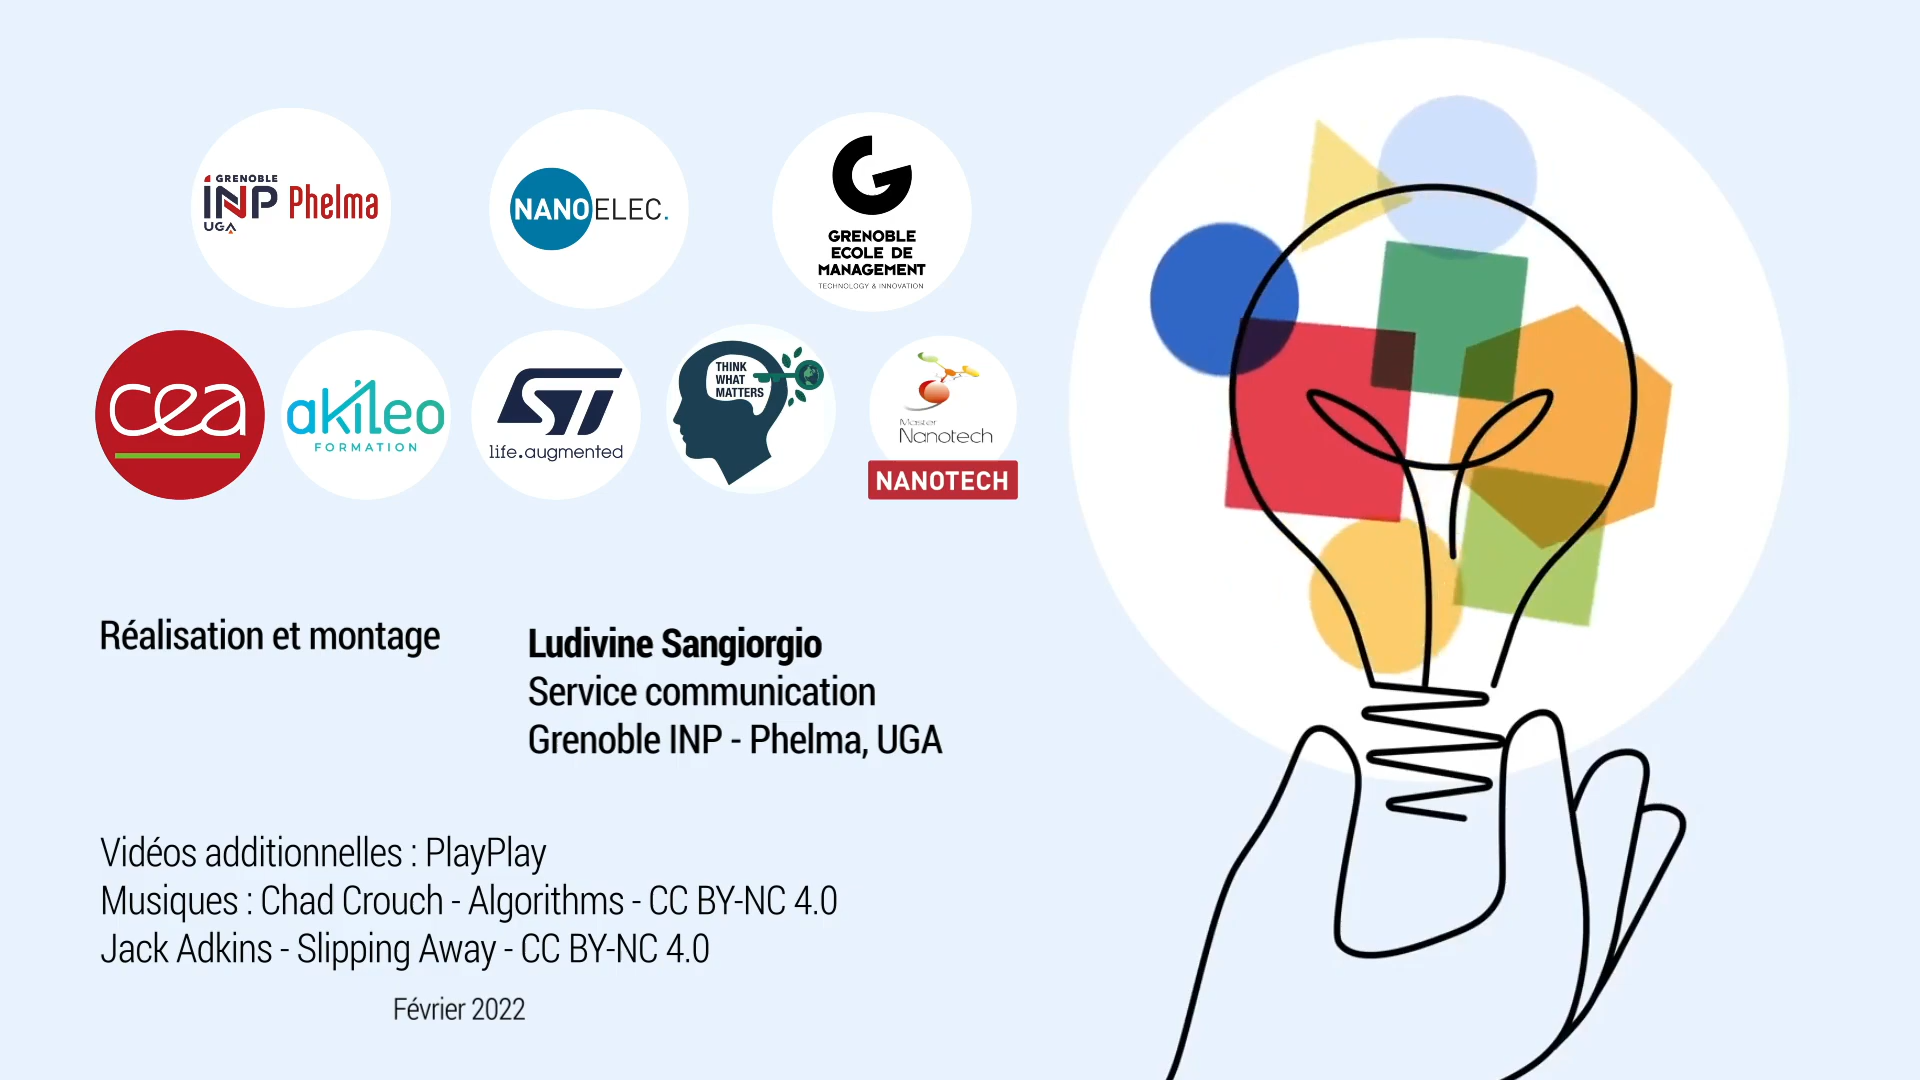 GRENOBLE
INP Phelma
UGA
NANOELEC.
GRENOBLE
ECOLE DE
MANAGEMENT
TECHNOLOGY & INNOVATION
cea
akileo
FORMATION
ST
life.augmented
THINK
WHAT
MATTERS
Master
Nanotech
NANOTECH
Réalisation et montage
Ludivine Sangiorgio
Service communication
Grenoble INP - Phelma, UGA
Vidéos additionnelles : PlayPlay
Musiques : Chad Crouch - Algorithms - CC BY-NC 4.0
Jack Adkins - Slipping Away - CC BY-NC 4.0
Février 2022